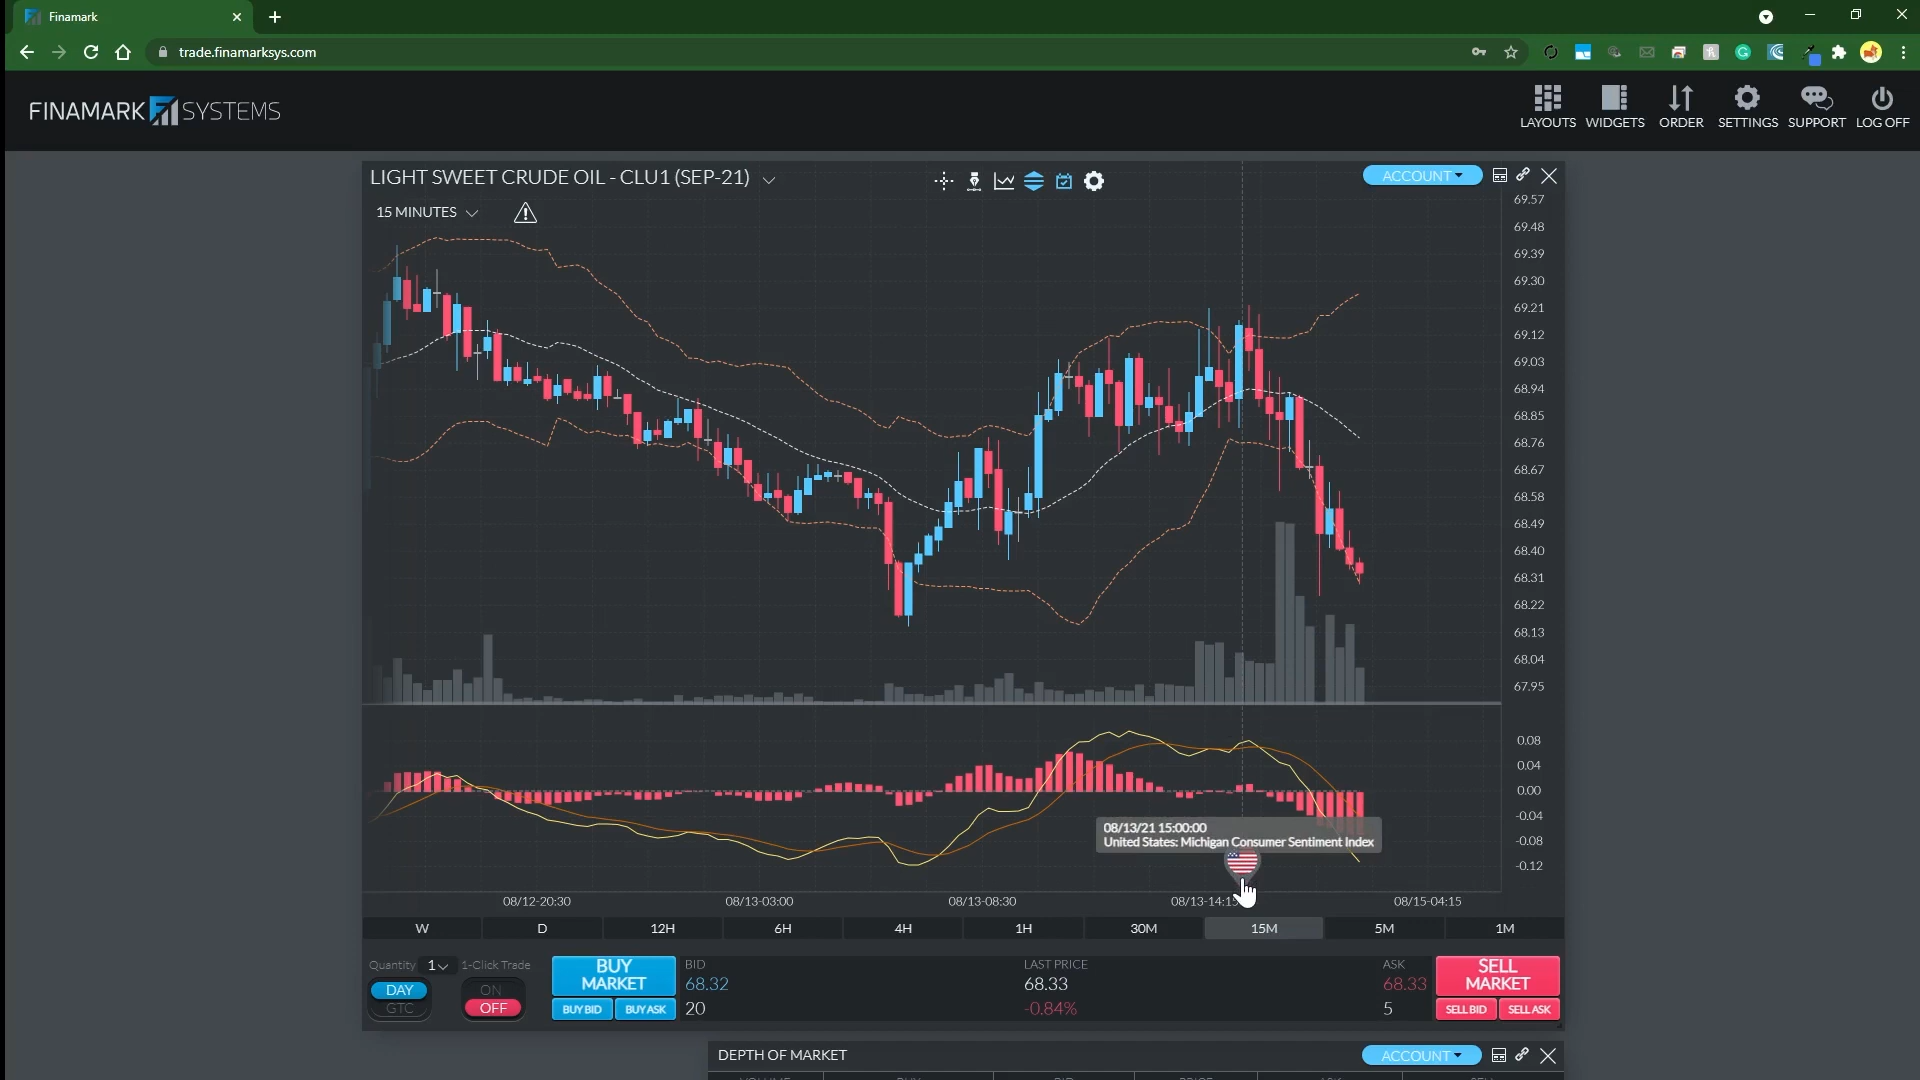 Finamark
trade.finamarksys.com
FINAMARK SYSTEMS
LAYOUTS WIDGETS ORDER SETTINGS SUPPORT LOG OFF
LIGHT SWEET CRUDE OIL - CLU1 (SEP-21)
ACCOUNT
15 MINUTES
69.57
69.48
69.39
69.30
69.21
69.12
69.03
68.94
68.85
68.76
68.67
68.58
68.49
68.40
68.31
68.22
68.13
68.04
67.95
0.08
0.04
0.00
-0.04
-0.08
-0.12
08/13/21 15:00:00
United States: Michigan Consumer Sentiment Index
08/12-20:30 08/13-03:00 08/13-08:30 08/13-14:15 08/15-04:15
W D 12H 6H 4H 1H 30M 15M 5M 1M
Quantity 1 1-Click Trade
DAY
GTC
ON
OFF
BUY
MARKET
BUY BID BUY ASK
BID
68.32
20
LAST PRICE
68.33
-0.84%
ASK
68.33
5
SELL
MARKET
SELL BID SELL ASK
DEPTH OF MARKET
ACCOUNT